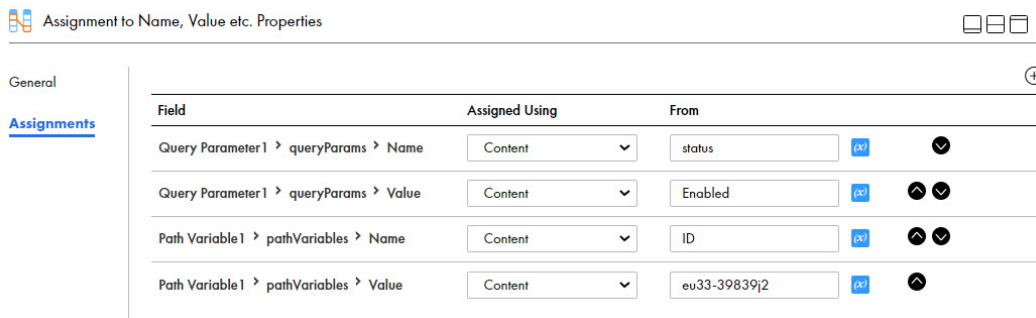 Assignment to Name, Value etc. Properties
General
Assignments
Field Assigned Using From
Query Parameter1 > queryParams > Name Content status (x)
Query Parameter1 > queryParams > Value Content Enabled (x)
Path Variable1 > pathVariables > Name Content ID (x)
Path Variable1 > pathVariables > Value Content eu33-39839j2 (x)